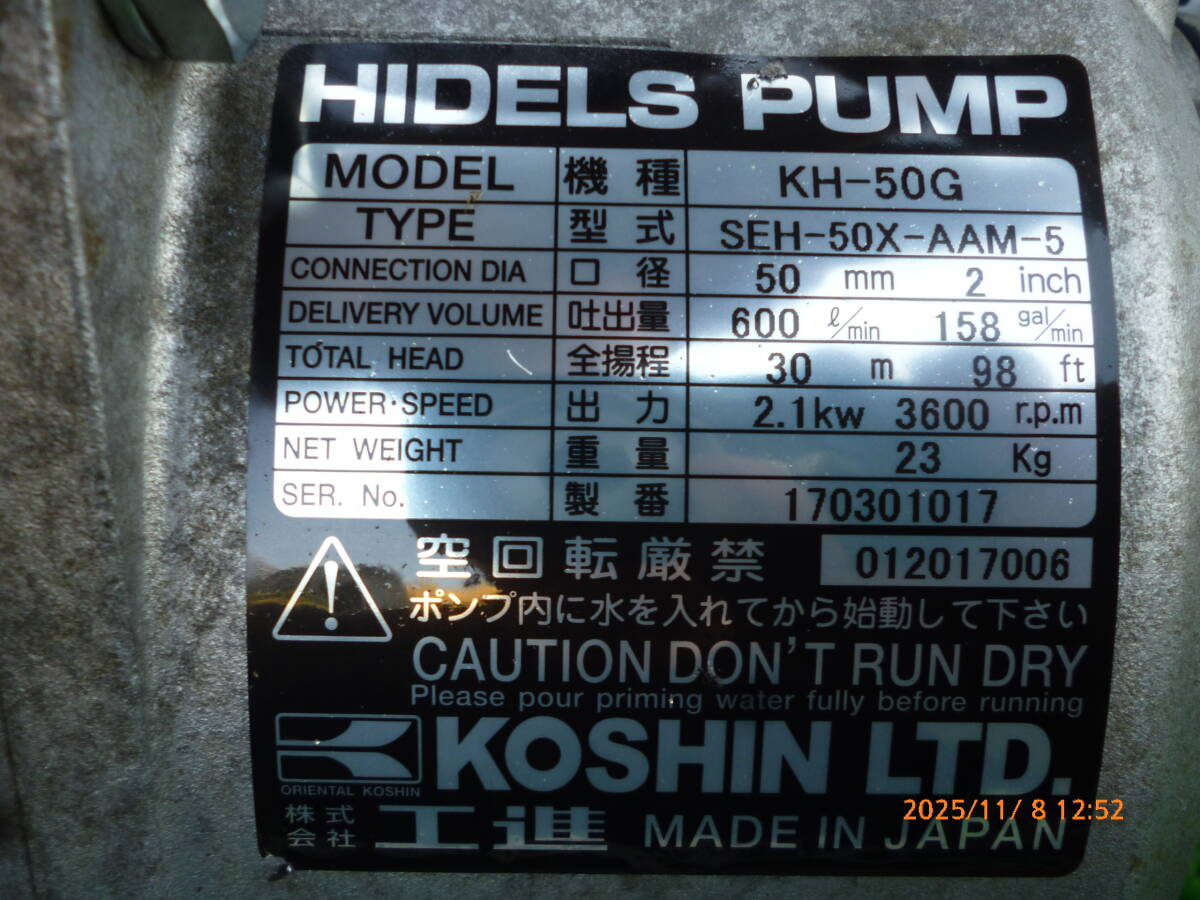 HIDELS PUMP
MODEL 機種 KH-50G
TYPE 型式 SEH-50X-AAM-5
CONNECTION DIA 口径 50 mm 2 inch
DELIVERY VOLUME 吐出量 600 ℓ/min 158 gal/min
TOTAL HEAD 全揚程 30 m 98 ft
POWER・SPEED 出力 2.1kw 3600 r.p.m
NET WEIGHT 重量 23 Kg
SER. No. 製番 170301017
空回転厳禁 012017006
ポンプ内に水を入れてから始動して下さい
CAUTION DON'T RUN DRY
Please pour priming water fully before running
KOSHIN LTD.
ORIENTAL KOSHIN
株式会社 工進 MADE IN JAPAN
2025/11/ 8 12:52